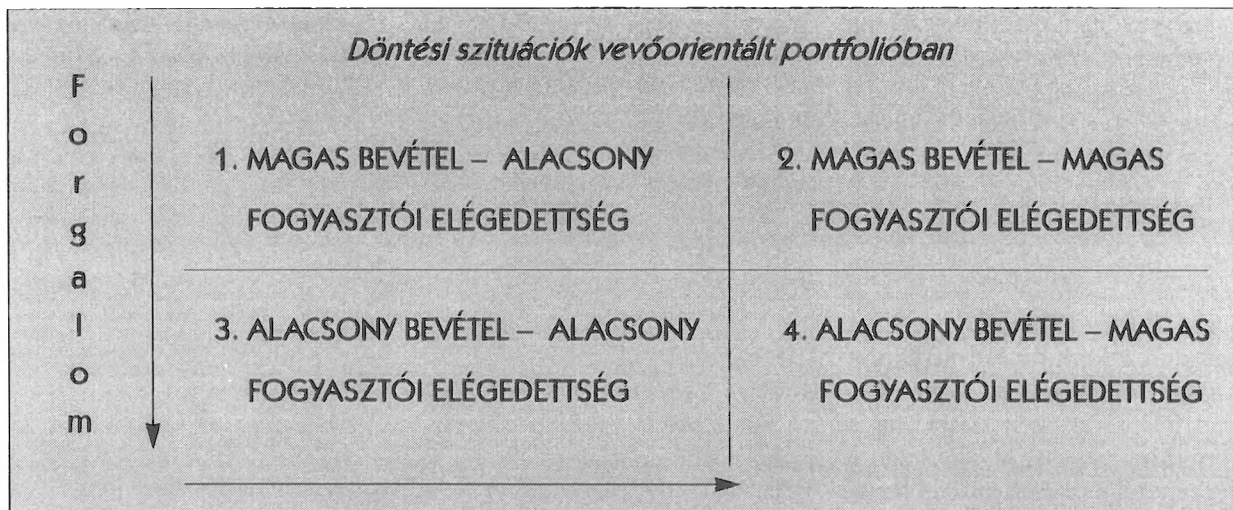 Döntési szituációk vevőorientált portfolióban
Forgalom
1. MAGAS BEVÉTEL – ALACSONY
FOGYASZTÓI ELÉGEDETTSÉG
2. MAGAS BEVÉTEL – MAGAS
FOGYASZTÓI ELÉGEDETTSÉG
3. ALACSONY BEVÉTEL – ALACSONY
FOGYASZTÓI ELÉGEDETTSÉG
4. ALACSONY BEVÉTEL – MAGAS
FOGYASZTÓI ELÉGEDETTSÉG